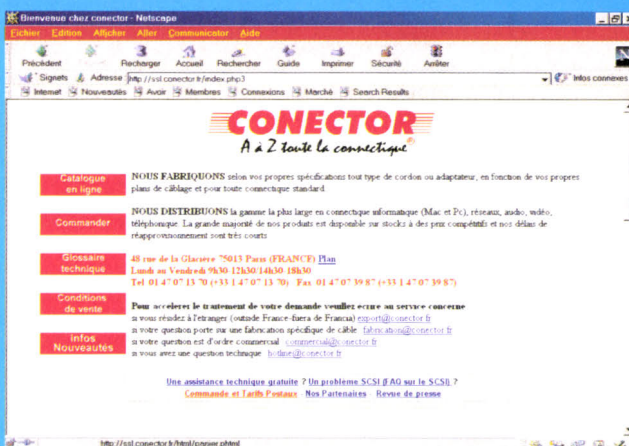 Bienvenue chez conector - Netscape
Fichier Edition Afficher Aller Communicator Aide
Précédent Recharger Accueil Rechercher Guide Imprimer Sécurité Arrêter
Signets Adresse http://ssl.conector.fr/index.php3 Infos connexes
Internet Nouveautés Avoir Membres Connexions Marché Search Results
CONECTOR
A à Z toute la connectique
Catalogue en ligne
NOUS FABRIQUONS selon vos propres spécifications tout type de cordon ou adaptateur, en fonction de vos propres
plans de câblage et pour toute connectique standard
Commander
NOUS DISTRIBUONS la gamme la plus large en connectique informatique (Mac et Pc), réseaux, audio, vidéo,
téléphonique. La grande majorité de nos produits est disponible sur stocks à des prix compétitifs et nos délais de
réapprovisionnement sont très courts
Glossaire technique
48 rue de la Glacière 75013 Paris (FRANCE) Plan
Lundi au Vendredi 9h30-12h30/14h30-18h30
Tel 01 47 07 13 70 (+33 1 47 07 13 70) Fax 01 47 07 39 87 (+33 1 47 07 39 87)
Conditions de vente
Pour accelerer le traitement de votre demande veuillez ecrire au service concerne
si vous résidez à l'etranger (outside France-fuera de Francia) export@conector.fr
si votre question porte sur une fabrication spécifique de câble fabrication@conector.fr
infos Nouveautés
si votre question est d'ordre commercial commercial@conector.fr
si vous avez une question technique hotline@conector.fr
Une assistance technique gratuite ? Un problème SCSI (FAQ sur le SCSI) ?
Commande et Tarifs Postaux Nos Partenaires Revue de presse
http://ssl.conector.fr/html/panier.phtml